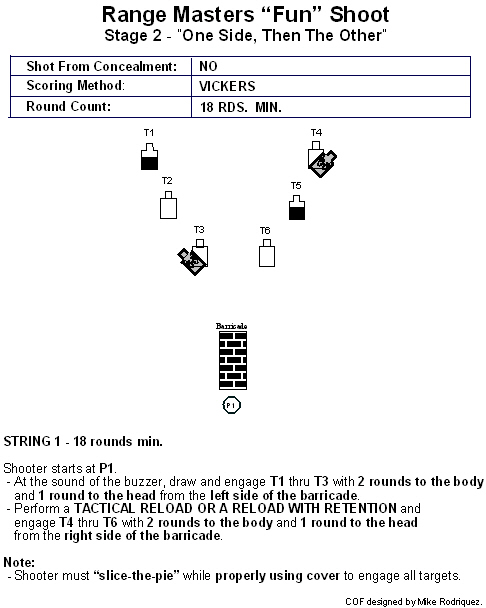 Range Masters “Fun” Shoot
Stage 2 - "One Side, Then The Other"
Shot From Concealment: NO
Scoring Method: VICKERS
Round Count: 18 RDS. MIN.
T1 T4
T2 T5
T3 T6
Barricade
P1
STRING 1 - 18 rounds min.
Shooter starts at P1.
- At the sound of the buzzer, draw and engage T1 thru T3 with 2 rounds to the body
and 1 round to the head from the left side of the barricade.
- Perform a TACTICAL RELOAD OR A RELOAD WITH RETENTION and
engage T4 thru T6 with 2 rounds to the body and 1 round to the head
from the right side of the barricade.
Note:
- Shooter must “slice-the-pie” while properly using cover to engage all targets.
COF designed by Mike Rodriquez.